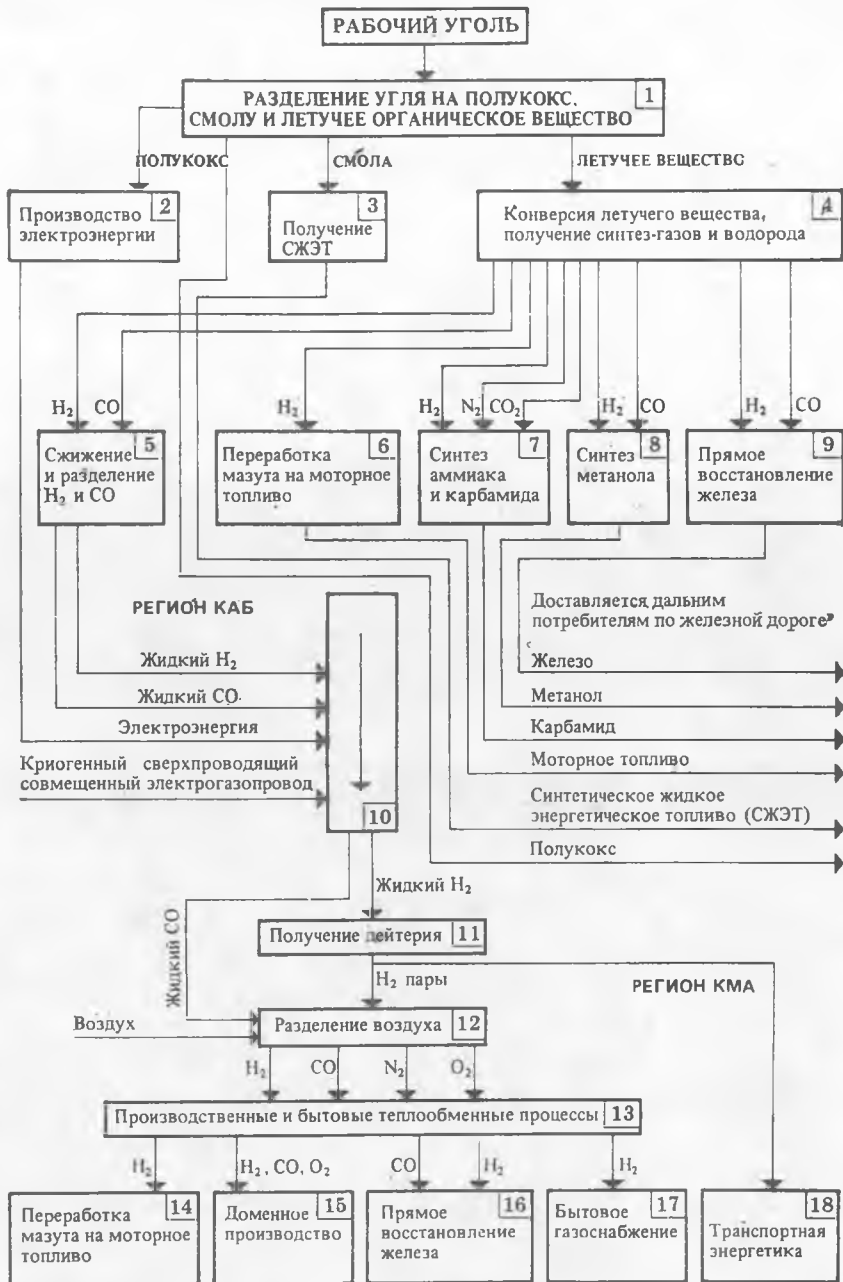 РАБОЧИЙ УГОЛЬ
РАЗДЕЛЕНИЕ УГЛЯ НА ПОЛУКОКС, 1
СМОЛУ И ЛЕТУЧЕЕ ОРГАНИЧЕСКОЕ ВЕЩЕСТВО
ПОЛУКОКС СМОЛА ЛЕТУЧЕЕ ВЕЩЕСТВО
Производство 2
электроэнергии
3
Получение
СЖЭТ
4
Конверсия летучего вещества,
получение синтез-газов и водорода
H₂ CO H₂ H₂ N₂ CO₂ H₂ CO H₂ CO
Сжижение 5
и разделение
H₂ и CO
6
Переработка
мазута на моторное
топливо
7
Синтез
аммиака
и карбамида
Синтез 8
метанола
9
Прямое
восстановление
железа
РЕГИОН КАБ
Доставляется дальним
потребителям по железной дороге
Жидкий H₂
Жидкий CO
Электроэнергия
Криогенный сверхпроводящий
совмещенный электрогазопровод
10
Железо
Метанол
Карбамид
Моторное топливо
Синтетическое жидкое
энергетическое топливо (СЖЭТ)
Полукокс
Жидкий H₂
Жидкий CO
Получение дейтерия 11
H₂ пары
РЕГИОН КМА
Воздух
Разделение воздуха 12
H₂ CO N₂ O₂
Производственные и бытовые теплообменные процессы 13
H₂ H₂, CO, O₂ CO H₂ H₂
14
Переработка
мазута на моторное
топливо
15
Доменное
производство
16
Прямое
восстановление
железа
17
Бытовое
газоснабжение
18
Транспортная
энергетика